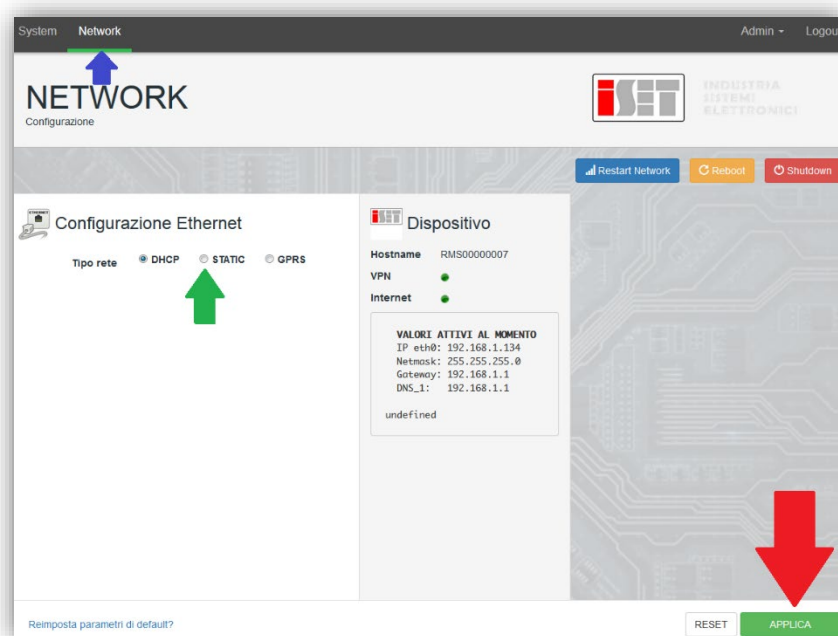 System Network Admin Logou
NETWORK
Configurazione
iSET
INDUSTRIA
SISTEMI
ELETTRONICI
Restart Network Reboot Shutdown
Configurazione Ethernet
Tipo rete DHCP STATIC GPRS
iSET Dispositivo
Hostname RMS00000007
VPN
Internet
VALORI ATTIVI AL MOMENTO
IP eth0: 192.168.1.134
Netmask: 255.255.255.0
Gateway: 192.168.1.1
DNS_1: 192.168.1.1
undefined
Reimposta parametri di default?
RESET APPLICA